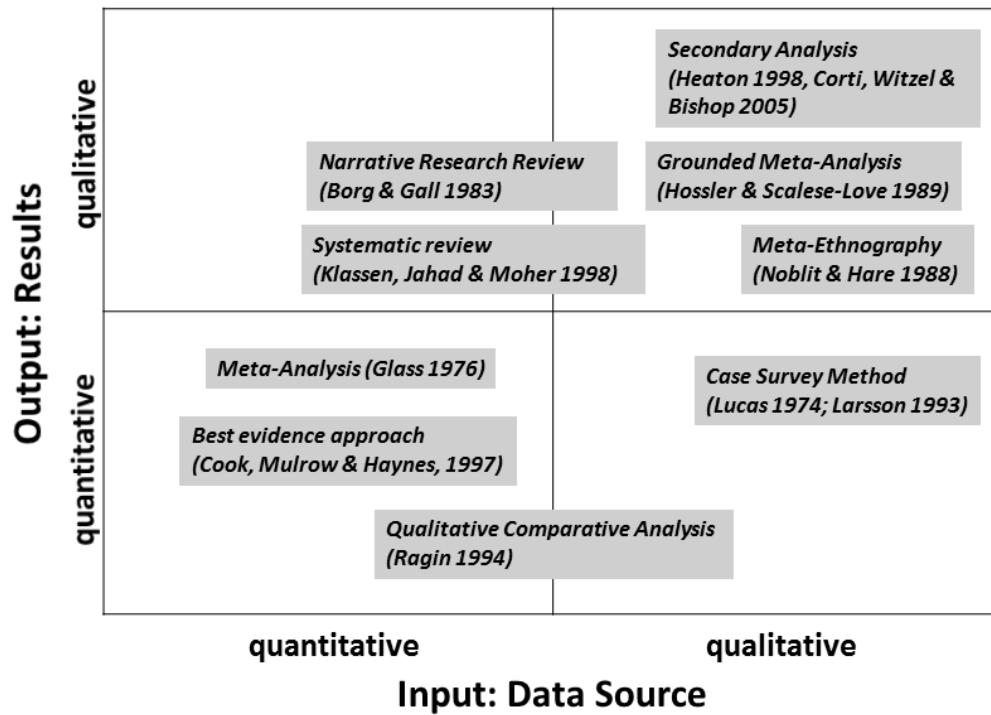 Output: Results
qualitative
quantitative
Secondary Analysis
(Heaton 1998, Corti, Witzel &
Bishop 2005)
Narrative Research Review
(Borg & Gall 1983)
Grounded Meta-Analysis
(Hossler & Scalese-Love 1989)
Systematic review
(Klassen, Jahad & Moher 1998)
Meta-Ethnography
(Noblit & Hare 1988)
Meta-Analysis (Glass 1976)
Case Survey Method
(Lucas 1974; Larsson 1993)
Best evidence approach
(Cook, Mulrow & Haynes, 1997)
Qualitative Comparative Analysis
(Ragin 1994)
quantitative
qualitative
Input: Data Source